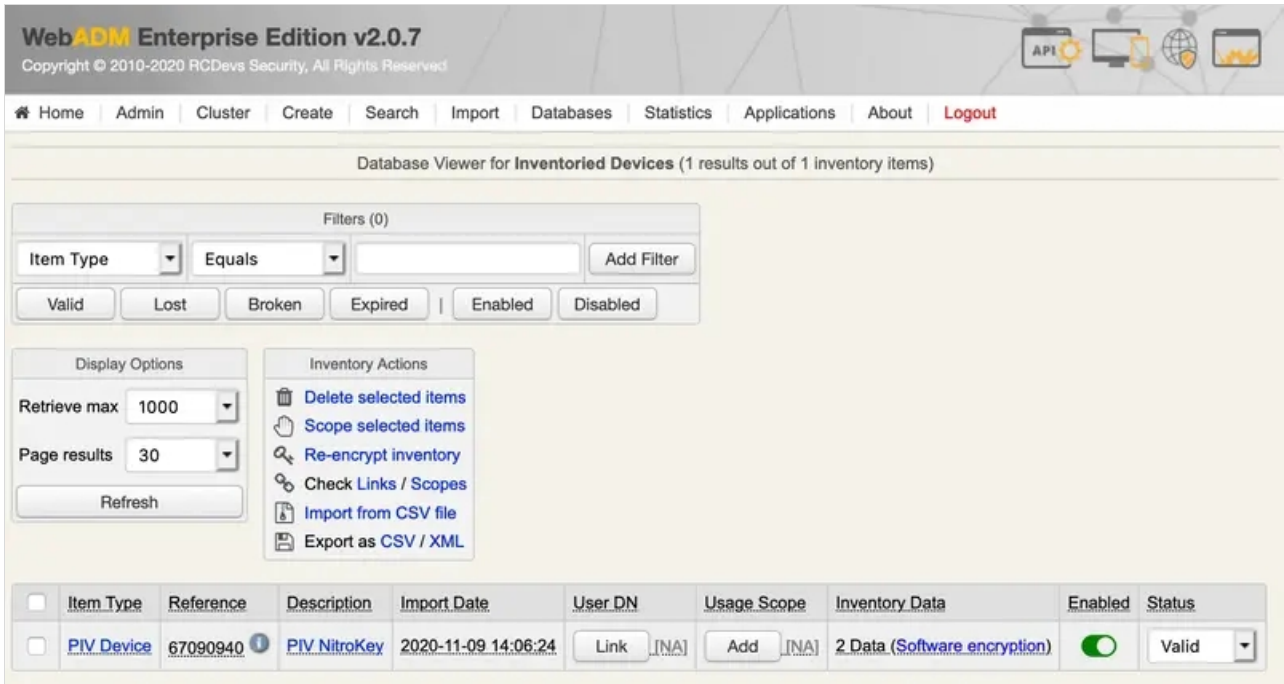 WebADM Enterprise Edition v2.0.7
Copyright © 2010-2020 RCDevs Security, All Rights Reserved
API
Home Admin Cluster Create Search Import Databases Statistics Applications About Logout
Database Viewer for Inventoried Devices (1 results out of 1 inventory items)
Filters (0)
Item Type Equals Add Filter
Valid Lost Broken Expired | Enabled Disabled
Display Options
Retrieve max 1000
Page results 30
Refresh
Inventory Actions
Delete selected items
Scope selected items
Re-encrypt inventory
Check Links / Scopes
Import from CSV file
Export as CSV / XML
Item Type Reference Description Import Date User DN Usage Scope Inventory Data Enabled Status
PIV Device 67090940 PIV NitroKey 2020-11-09 14:06:24 Link [NA] Add [NA] 2 Data (Software encryption) Valid